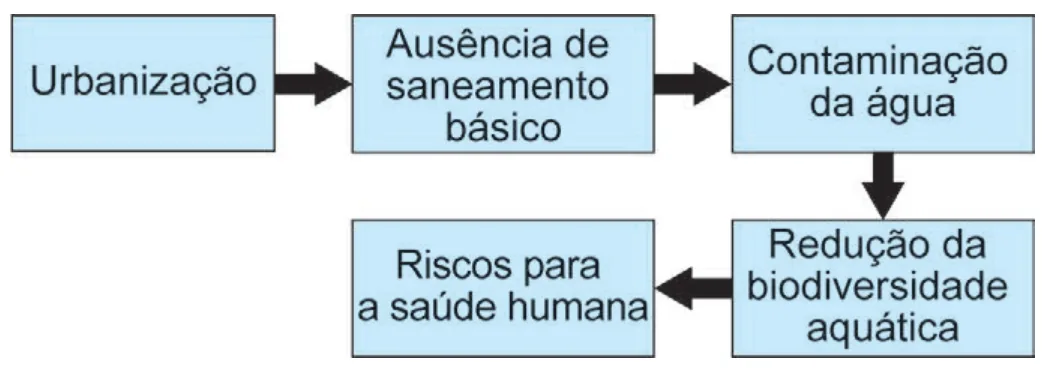 Urbanização
Ausência de
saneamento
básico
Contaminação
da água
Redução da
biodiversidade
aquática
Riscos para
a saúde humana